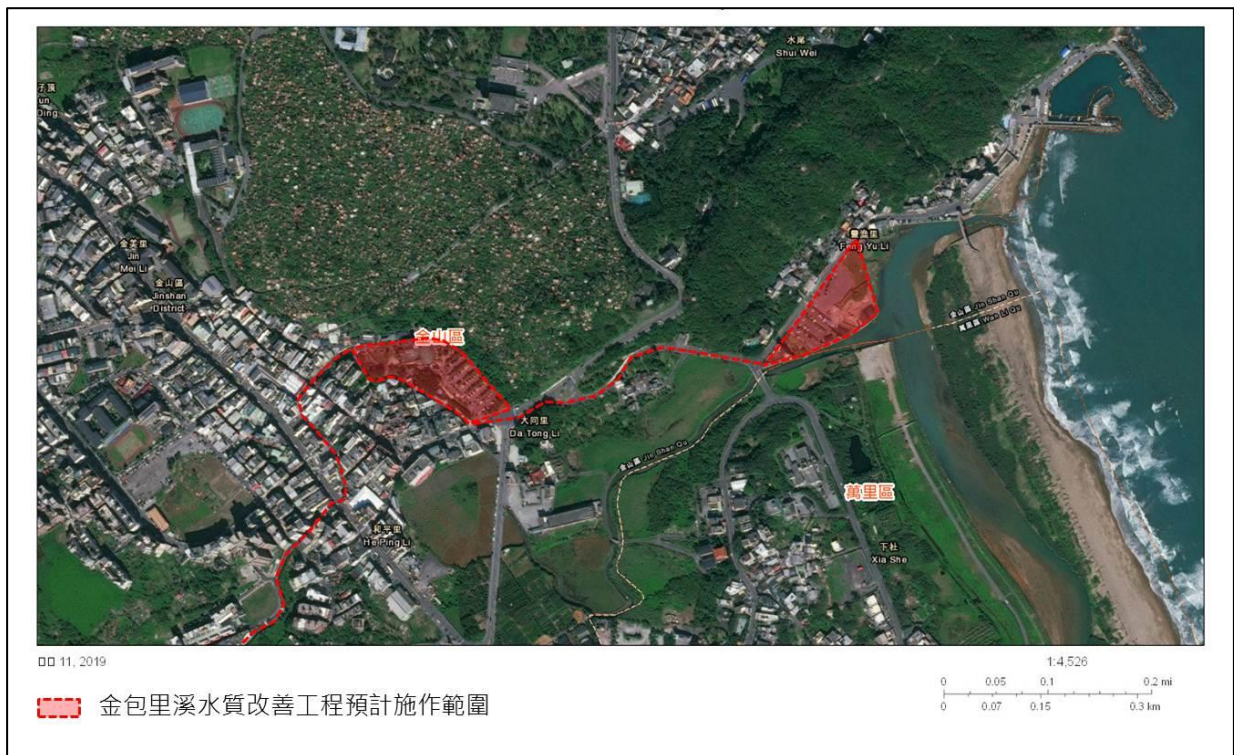 水尾
Shui Wei
子頂
un
Ding
金美里
Jin
Mei Li
金山區
Jinshan
District
豐漁里
Feng Yu Li
金山區 Jin Shan Qu
萬里區 Wan Li Qu
金山區
大同里
Da Tong Li
金山區 Jin Shan Qu
萬里區
和平里
He Ping Li
下社
Xia She
11, 2019
1:4,526
0 0.05 0.1 0.2 mi
0 0.07 0.15 0.3 km
金包里溪水質改善工程預計施作範圍